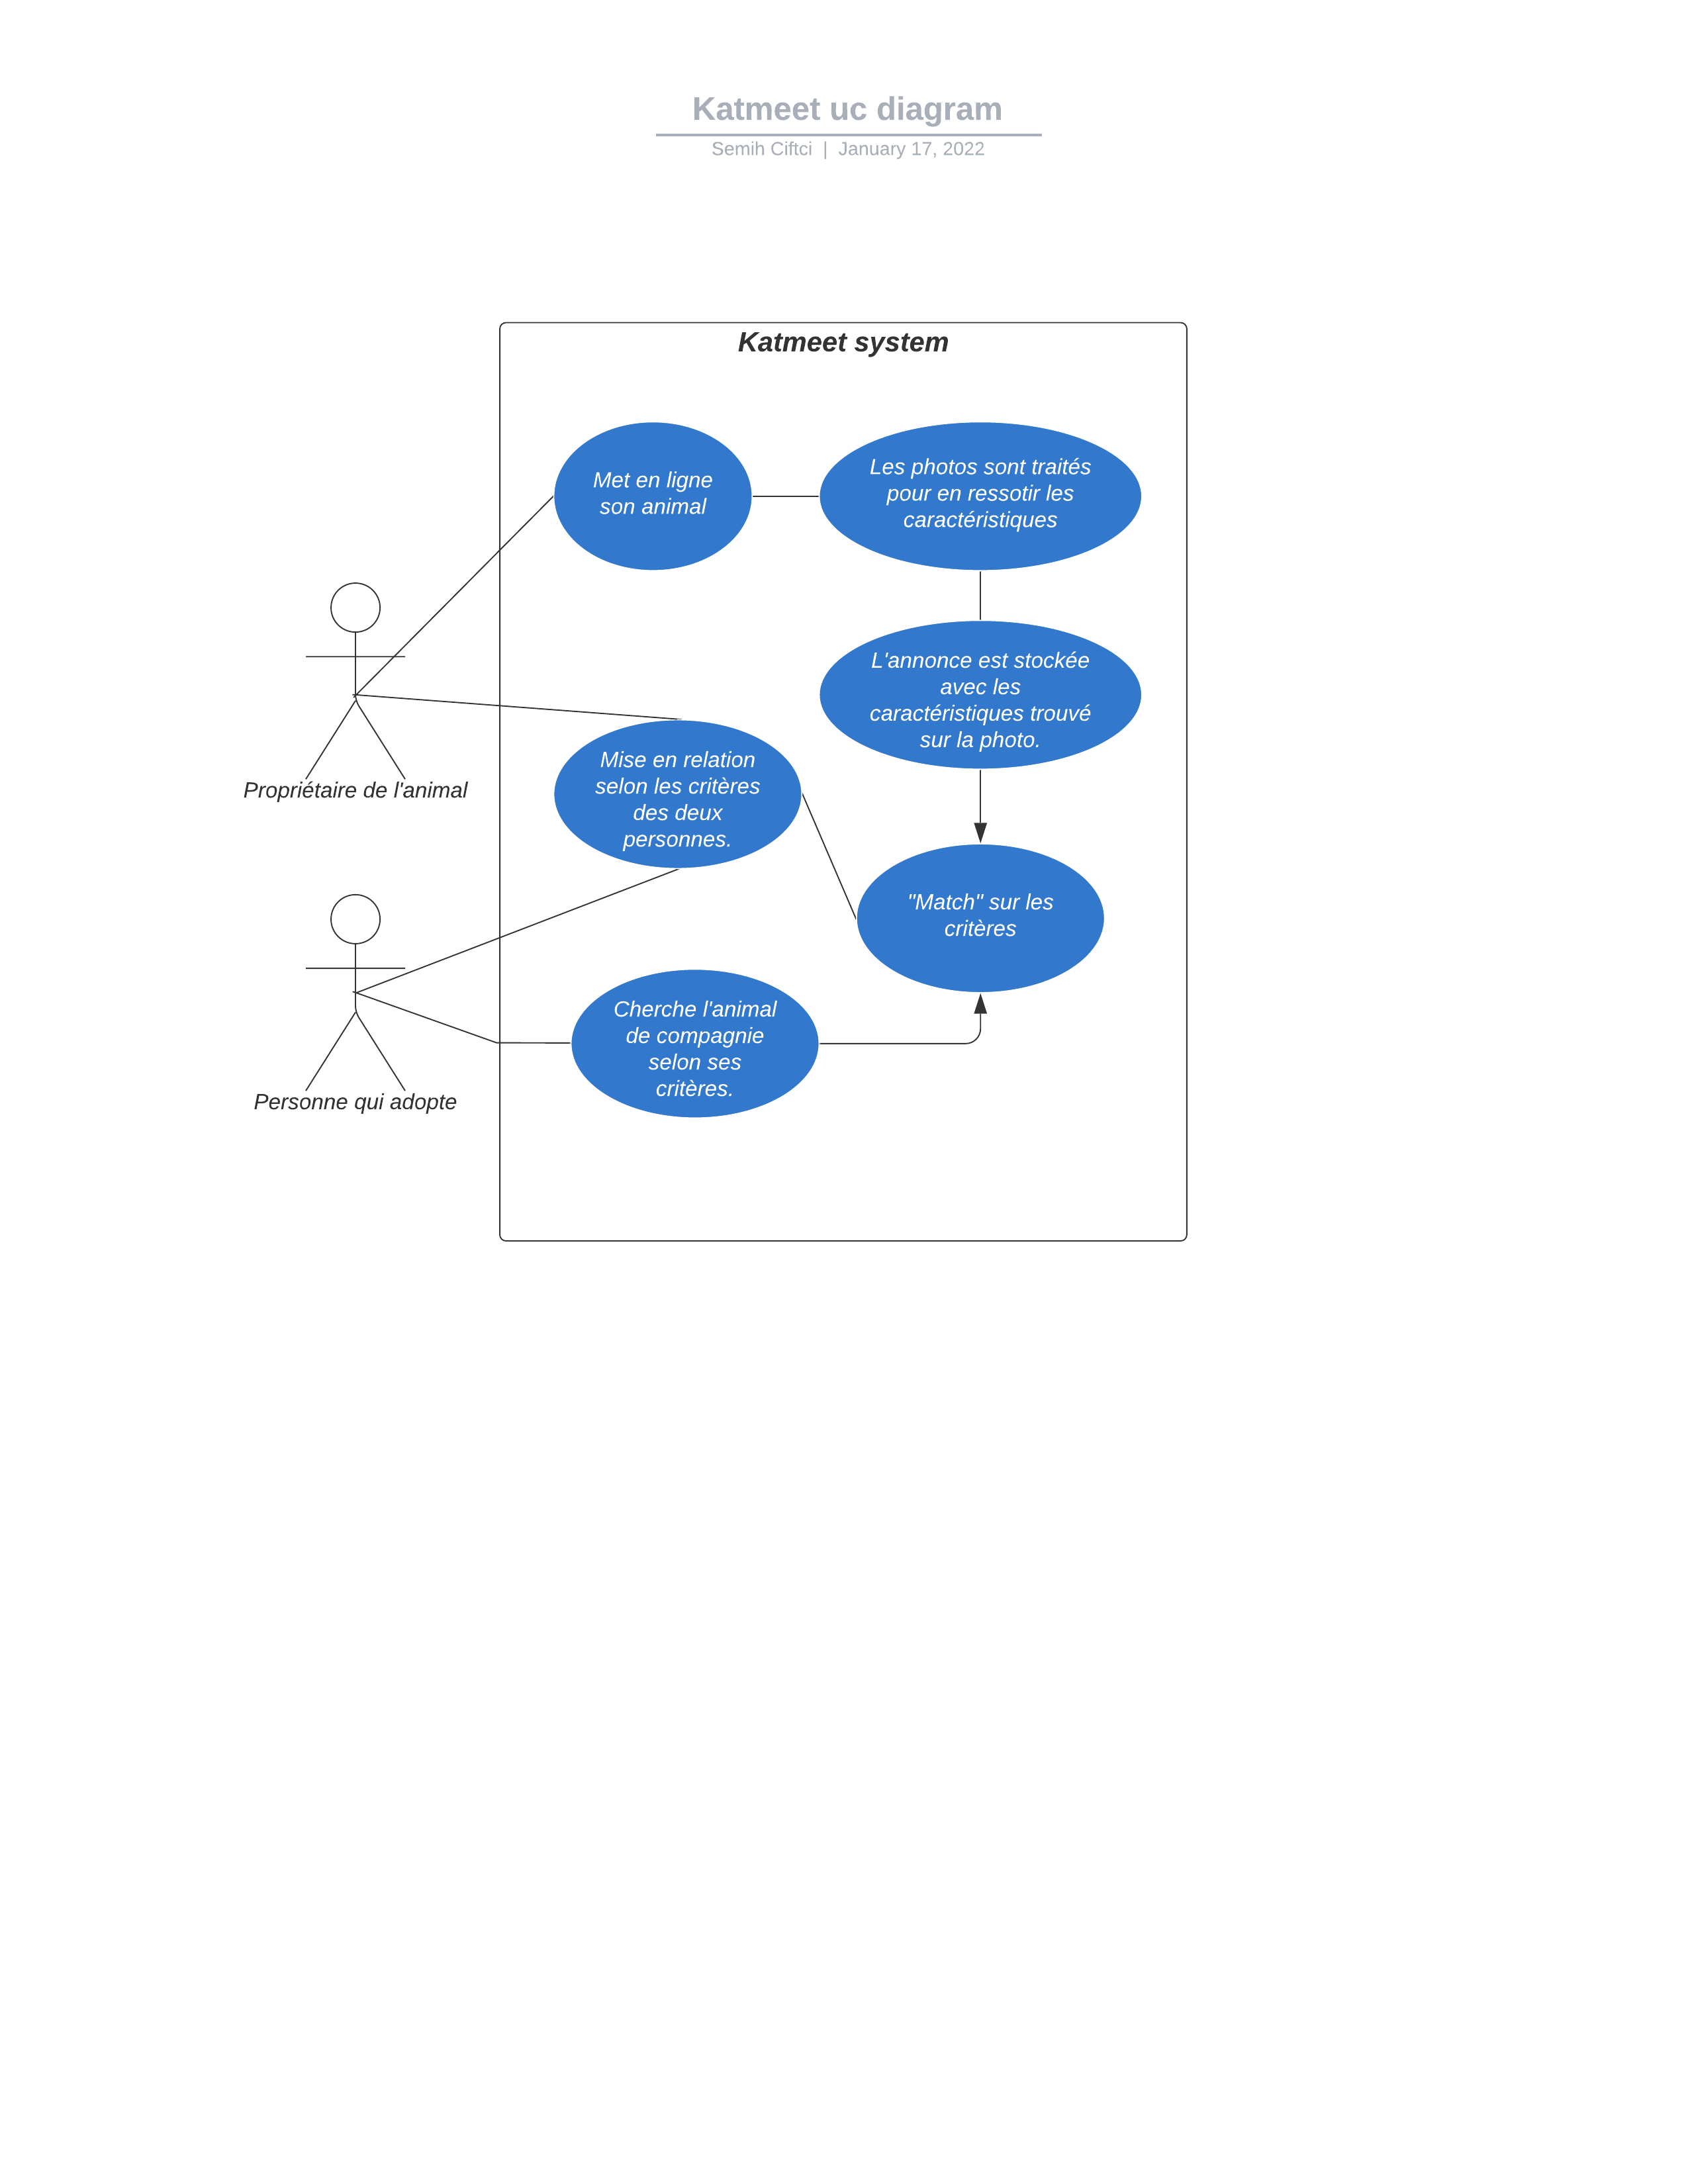 Katmeet uc diagram
Semih Ciftci | January 17, 2022
Katmeet system
Met en ligne
son animal
Les photos sont traités
pour en ressotir les
caractéristiques
L'annonce est stockée
avec les
caractéristiques trouvé
sur la photo.
Propriétaire de l'animal
Mise en relation
selon les critères
des deux
personnes.
"Match" sur les
critères
Cherche l'animal
de compagnie
selon ses
critères.
Personne qui adopte